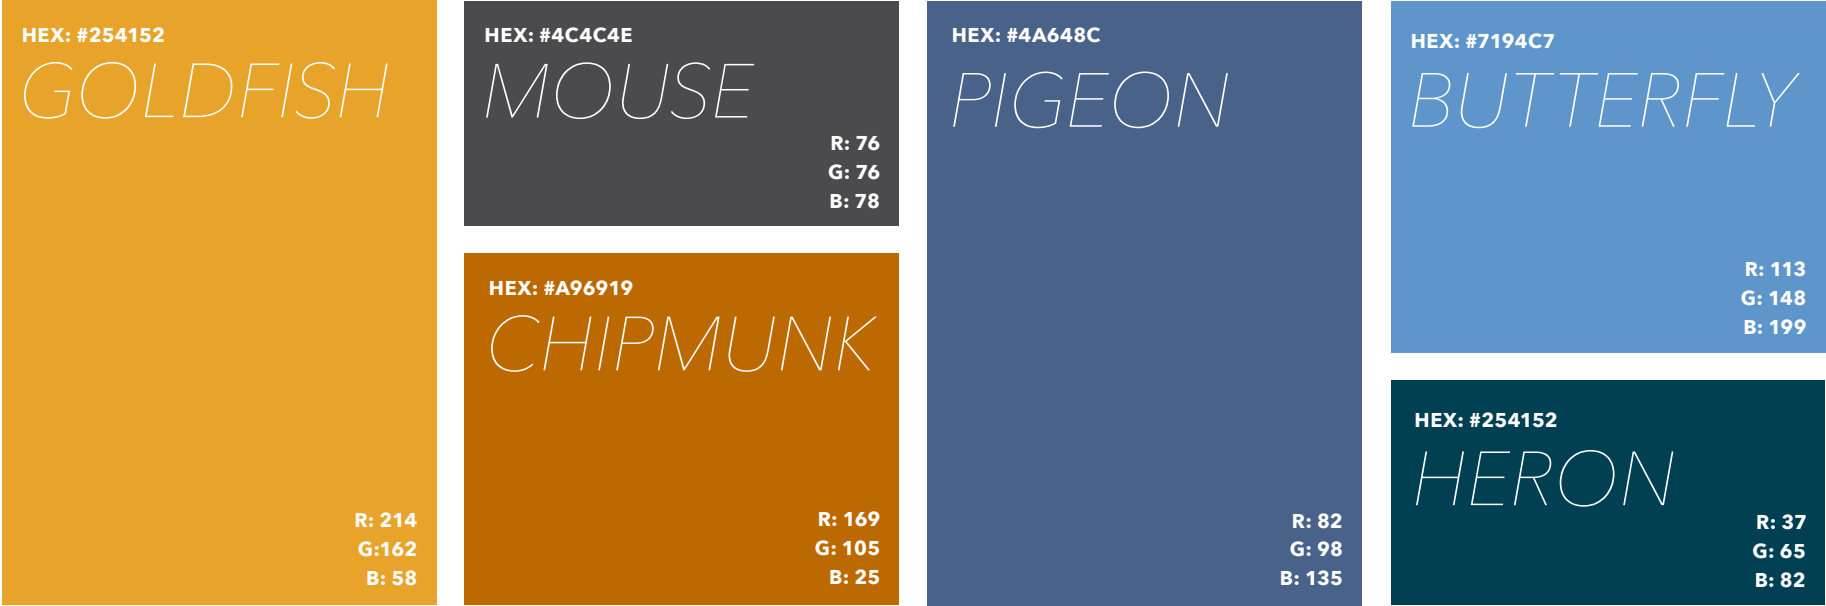 HEX: #254152
GOLDFISH
R: 214
G:162
B: 58
HEX: #4C4C4E
MOUSE
R: 76
G: 76
B: 78
HEX: #A96919
CHIPMUNK
R: 169
G: 105
B: 25
HEX: #4A648C
PIGEON
R: 82
G: 98
B: 135
HEX: #7194C7
BUTTERFLY
R: 113
G: 148
B: 199
HEX: #254152
HERON
R: 37
G: 65
B: 82